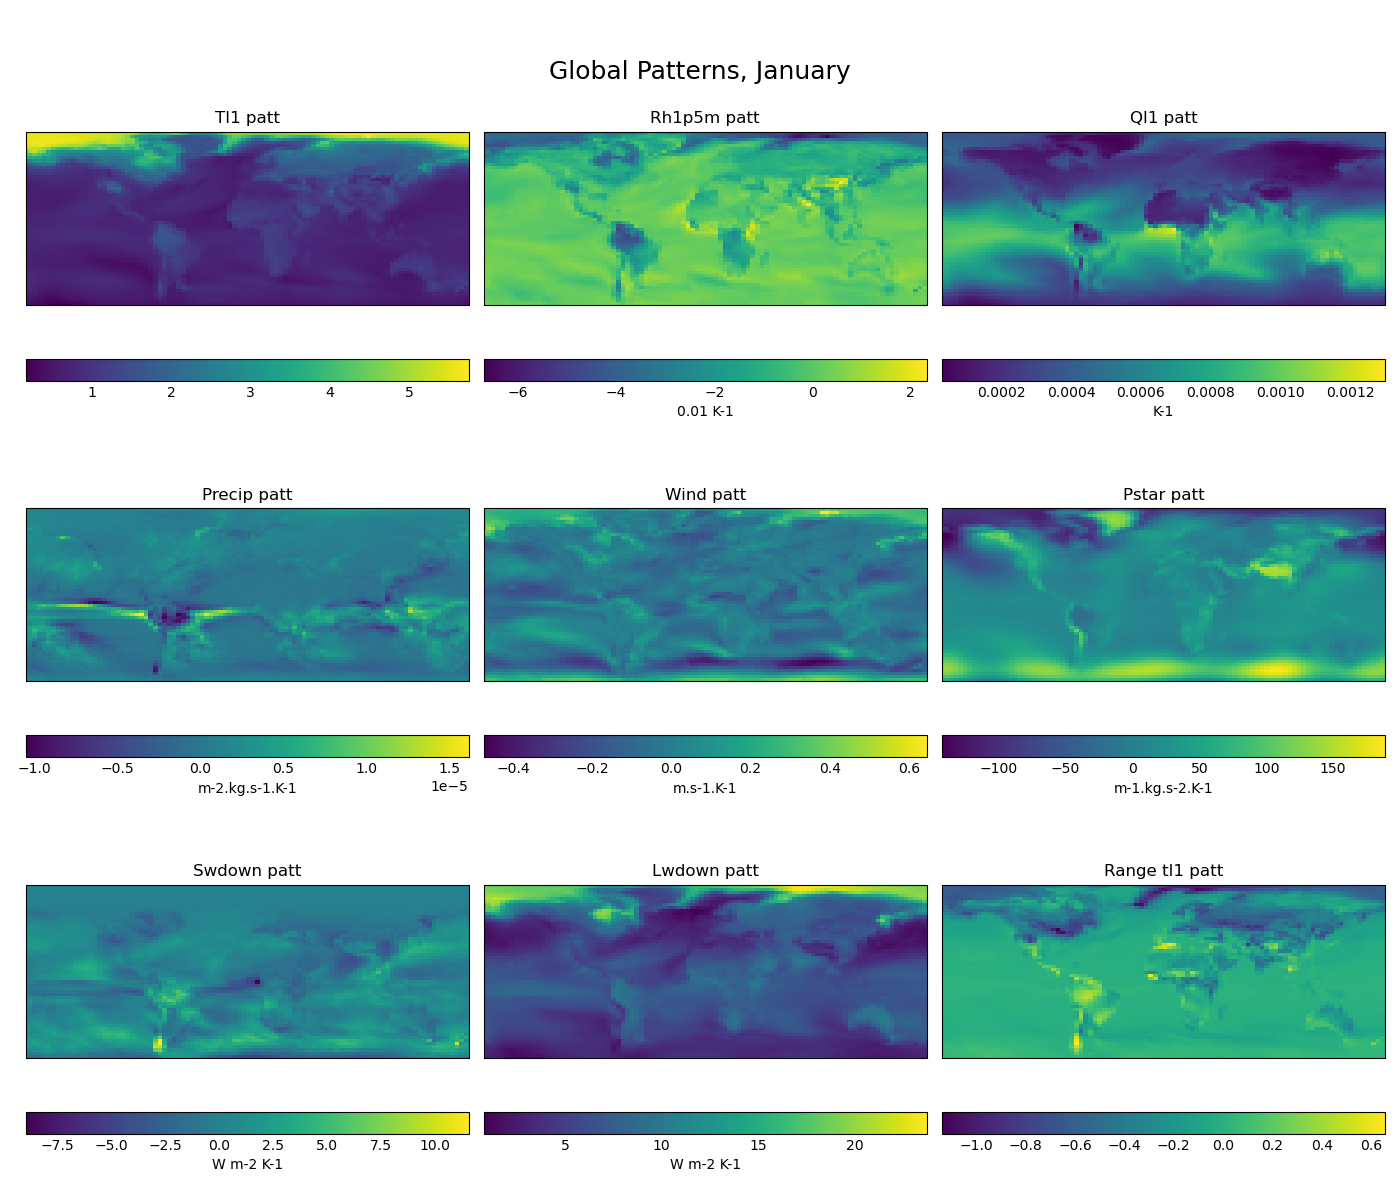 Global Patterns, January
Tl1 patt
Rh1p5m patt
Ql1 patt
1 2 3 4 5
−6 −4 −2 0 2
0.0002 0.0004 0.0006 0.0008 0.0010 0.0012
0.01 K-1
K-1
Precip patt
Wind patt
Pstar patt
−1.0 −0.5 0.0 0.5 1.0 1.5
−0.4 −0.2 0.0 0.2 0.4 0.6
−100 −50 0 50 100 150
1e−5
m-2.kg.s-1.K-1
m.s-1.K-1
m-1.kg.s-2.K-1
Swdown patt
Lwdown patt
Range tl1 patt
−7.5 −5.0 −2.5 0.0 2.5 5.0 7.5 10.0
5 10 15 20
−1.0 −0.8 −0.6 −0.4 −0.2 0.0 0.2 0.4 0.6
W m-2 K-1
W m-2 K-1